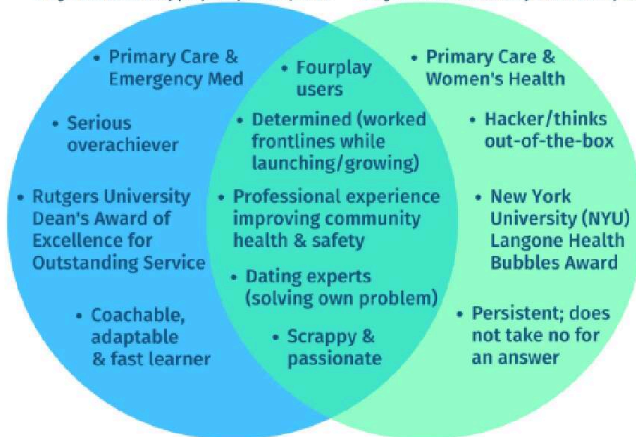 • Primary Care &
Emergency Med
• Serious
overachiever
• Rutgers University
Dean's Award of
Excellence for
Outstanding Service
• Coachable,
adaptable
& fast learner
• Fourplay
users
• Determined (worked
frontlines while
launching/growing)
• Professional experience
improving community
health & safety
• Dating experts
(solving own problem)
• Scrappy &
passionate
• Primary Care &
Women's Health
• Hacker/thinks
out-of-the-box
• New York
University (NYU)
Langone Health
Bubbles Award
• Persistent; does
not take no for
an answer